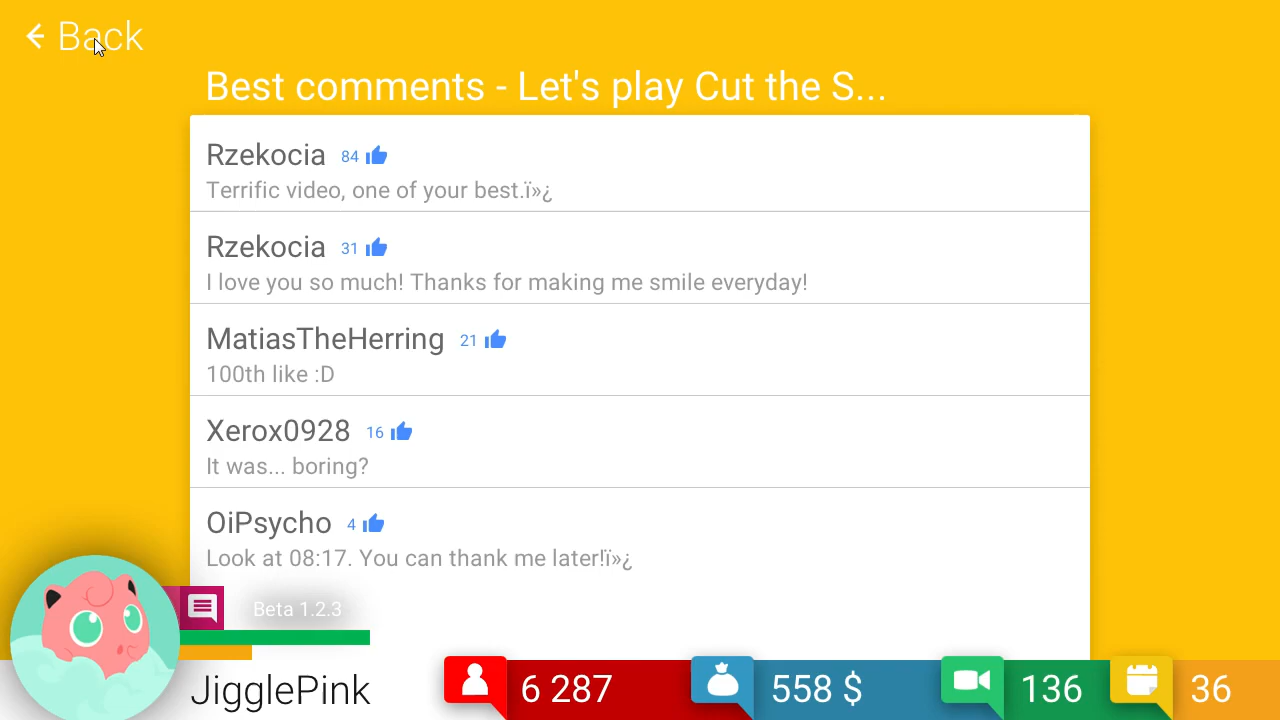 Back
Best comments - Let's play Cut the S...
Rzekocia 84
Terrific video, one of your best.ï»¿
Rzekocia 31
I love you so much! Thanks for making me smile everyday!
MatiasTheHerring 21
100th like :D
Xerox0928 16
It was... boring?
OiPsycho 4
Look at 08:17. You can thank me later!ï»¿
Beta 1.2.3
JigglePink 6 287 558 $ 136 36